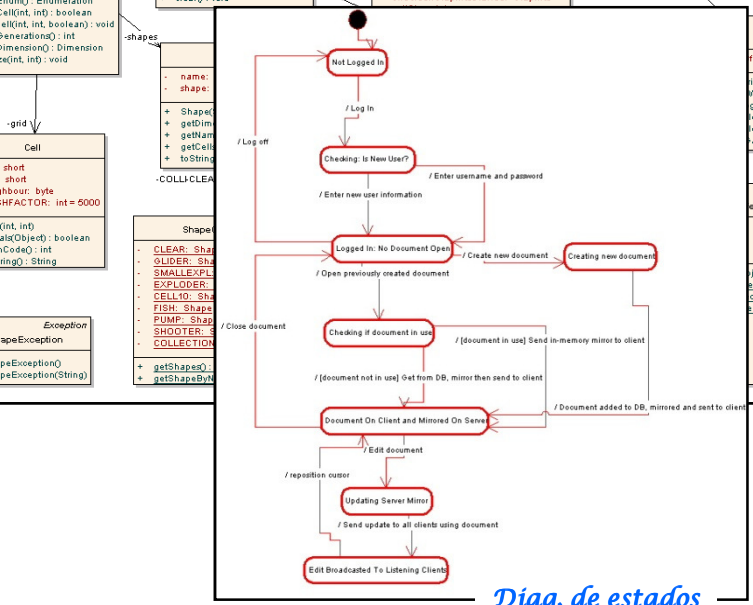 Enum() : Enumeration
Cell(int, int) : boolean
Cell(int, int, boolean) : void
Generations() : int
Dimension() : Dimension
ze(int, int) : void
-shapes
- name:
- shape:
+ Shape(
+ getDim
+ getNam
+ getCell
+ toString
-grid
Cell
short
short
ghbour: byte
SHFACTOR: int = 5000
(int, int)
als(Object) : boolean
hCode() : int
ring() : String
-COLL
-CLEA
Shape
- CLEAR: Shap
- GLIDER: Sha
- SMALLEXPL
- EXPLODER:
- CELL10: Sha
- FISH: Shape
- PUMP: Shap
- SHOOTER: S
- COLLECTION
+ getShapes() :
+ getShapeByN
Exception
apeException
peException()
peException(String)
Not Logged In
/ Log In
/ Log off
Checking: Is New User?
/ Enter username and password
/ Enter new user information
Logged In: No Document Open
/ Create new document
Creating new document
/ Open previously created document
/ Close document
Checking if document in use
/ [document in use] Send in-memory mirror to client
/ [document not in use] Get from DB, mirror then send to client
/ Document added to DB, mirrored and sent to client
Document On Client and Mirrored On Server
/ Edit document
/ reposition cursor
Updating Server Mirror
/ Send update to all clients using document
Edit Broadcasted To Listening Clients
Diag. de estados